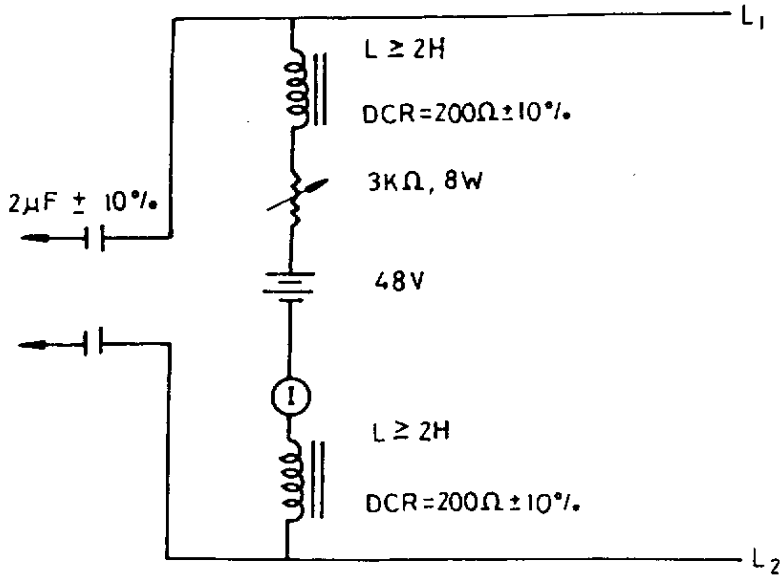 L1
L ≥ 2H
DCR=200Ω±10%
3KΩ, 8W
2μF ± 10%
48V
I
L ≥ 2H
DCR=200Ω±10%
L2